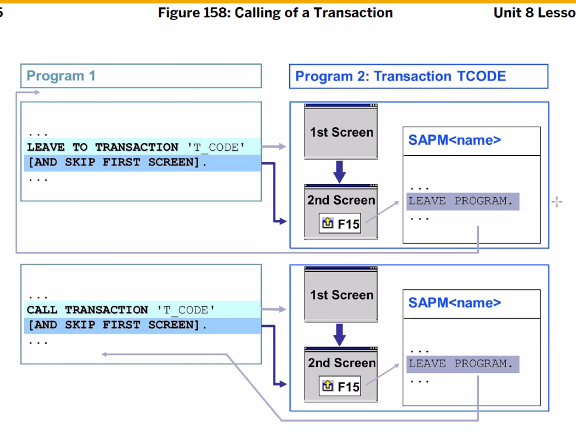 5
Figure 158: Calling of a Transaction
Unit 8 Lesso
Program 1
Program 2: Transaction TCODE
...
LEAVE TO TRANSACTION 'T_CODE'
[AND SKIP FIRST SCREEN].
...
1st Screen
2nd Screen
F15
SAPM<name>
...
LEAVE PROGRAM.
...
...
CALL TRANSACTION 'T_CODE'
[AND SKIP FIRST SCREEN].
...
1st Screen
2nd Screen
F15
SAPM<name>
...
LEAVE PROGRAM.
...